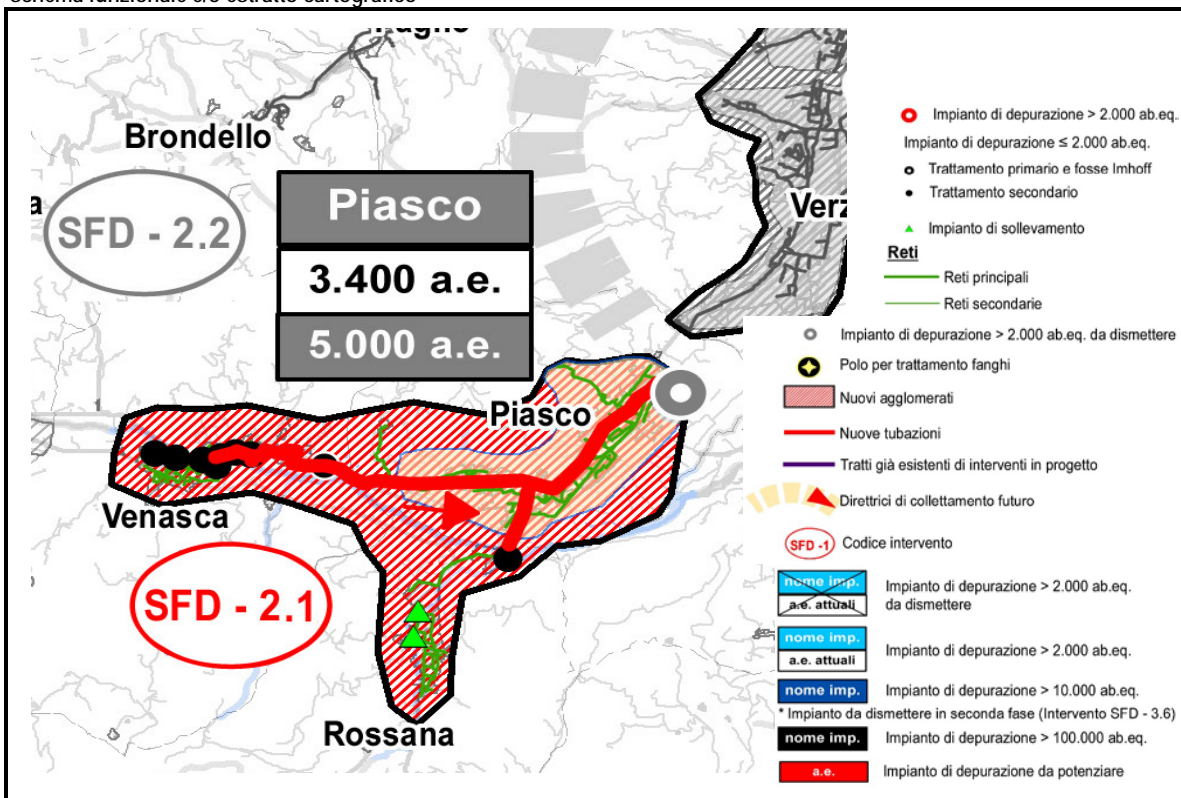 Brondello
SFD - 2.2
Piasco
3.400 a.e.
5.000 a.e.
Piasco
Venasca
SFD - 2.1
Rossana
Impianto di depurazione > 2.000 ab.eq.
Impianto di depurazione ≤ 2.000 ab.eq.
Trattamento primario e fosse Imhoff
Trattamento secondario
Impianto di sollevamento
Reti
Reti principali
Reti secondarie
Impianto di depurazione > 2.000 ab.eq. da dismettere
Polo per trattamento fanghi
Nuovi agglomerati
Nuove tubazioni
Tratti già esistenti di interventi in progetto
Direttrici di collettamento futuro
SFD -1 Codice intervento
nome imp.
a.e. attuali
Impianto di depurazione > 2.000 ab.eq.
da dismettere
nome imp.
a.e. attuali
Impianto di depurazione > 2.000 ab.eq.
nome imp. Impianto di depurazione > 10.000 ab.eq.
* Impianto da dismettere in seconda fase (Intervento SFD - 3.6)
nome imp. Impianto di depurazione > 100.000 ab.eq.
a.e. Impianto di depurazione da potenziare